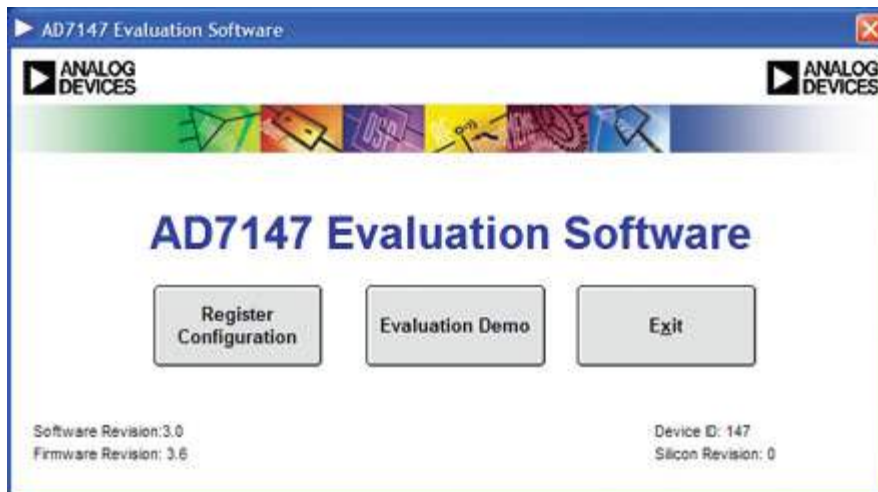 AD7147 Evaluation Software
ANALOG
DEVICES
ANALOG
DEVICES
DSP
AD7147 Evaluation Software
Register
Configuration
Evaluation Demo
Exit
Software Revision:3.0
Firmware Revision: 3.6
Device ID: 147
Silicon Revision: 0